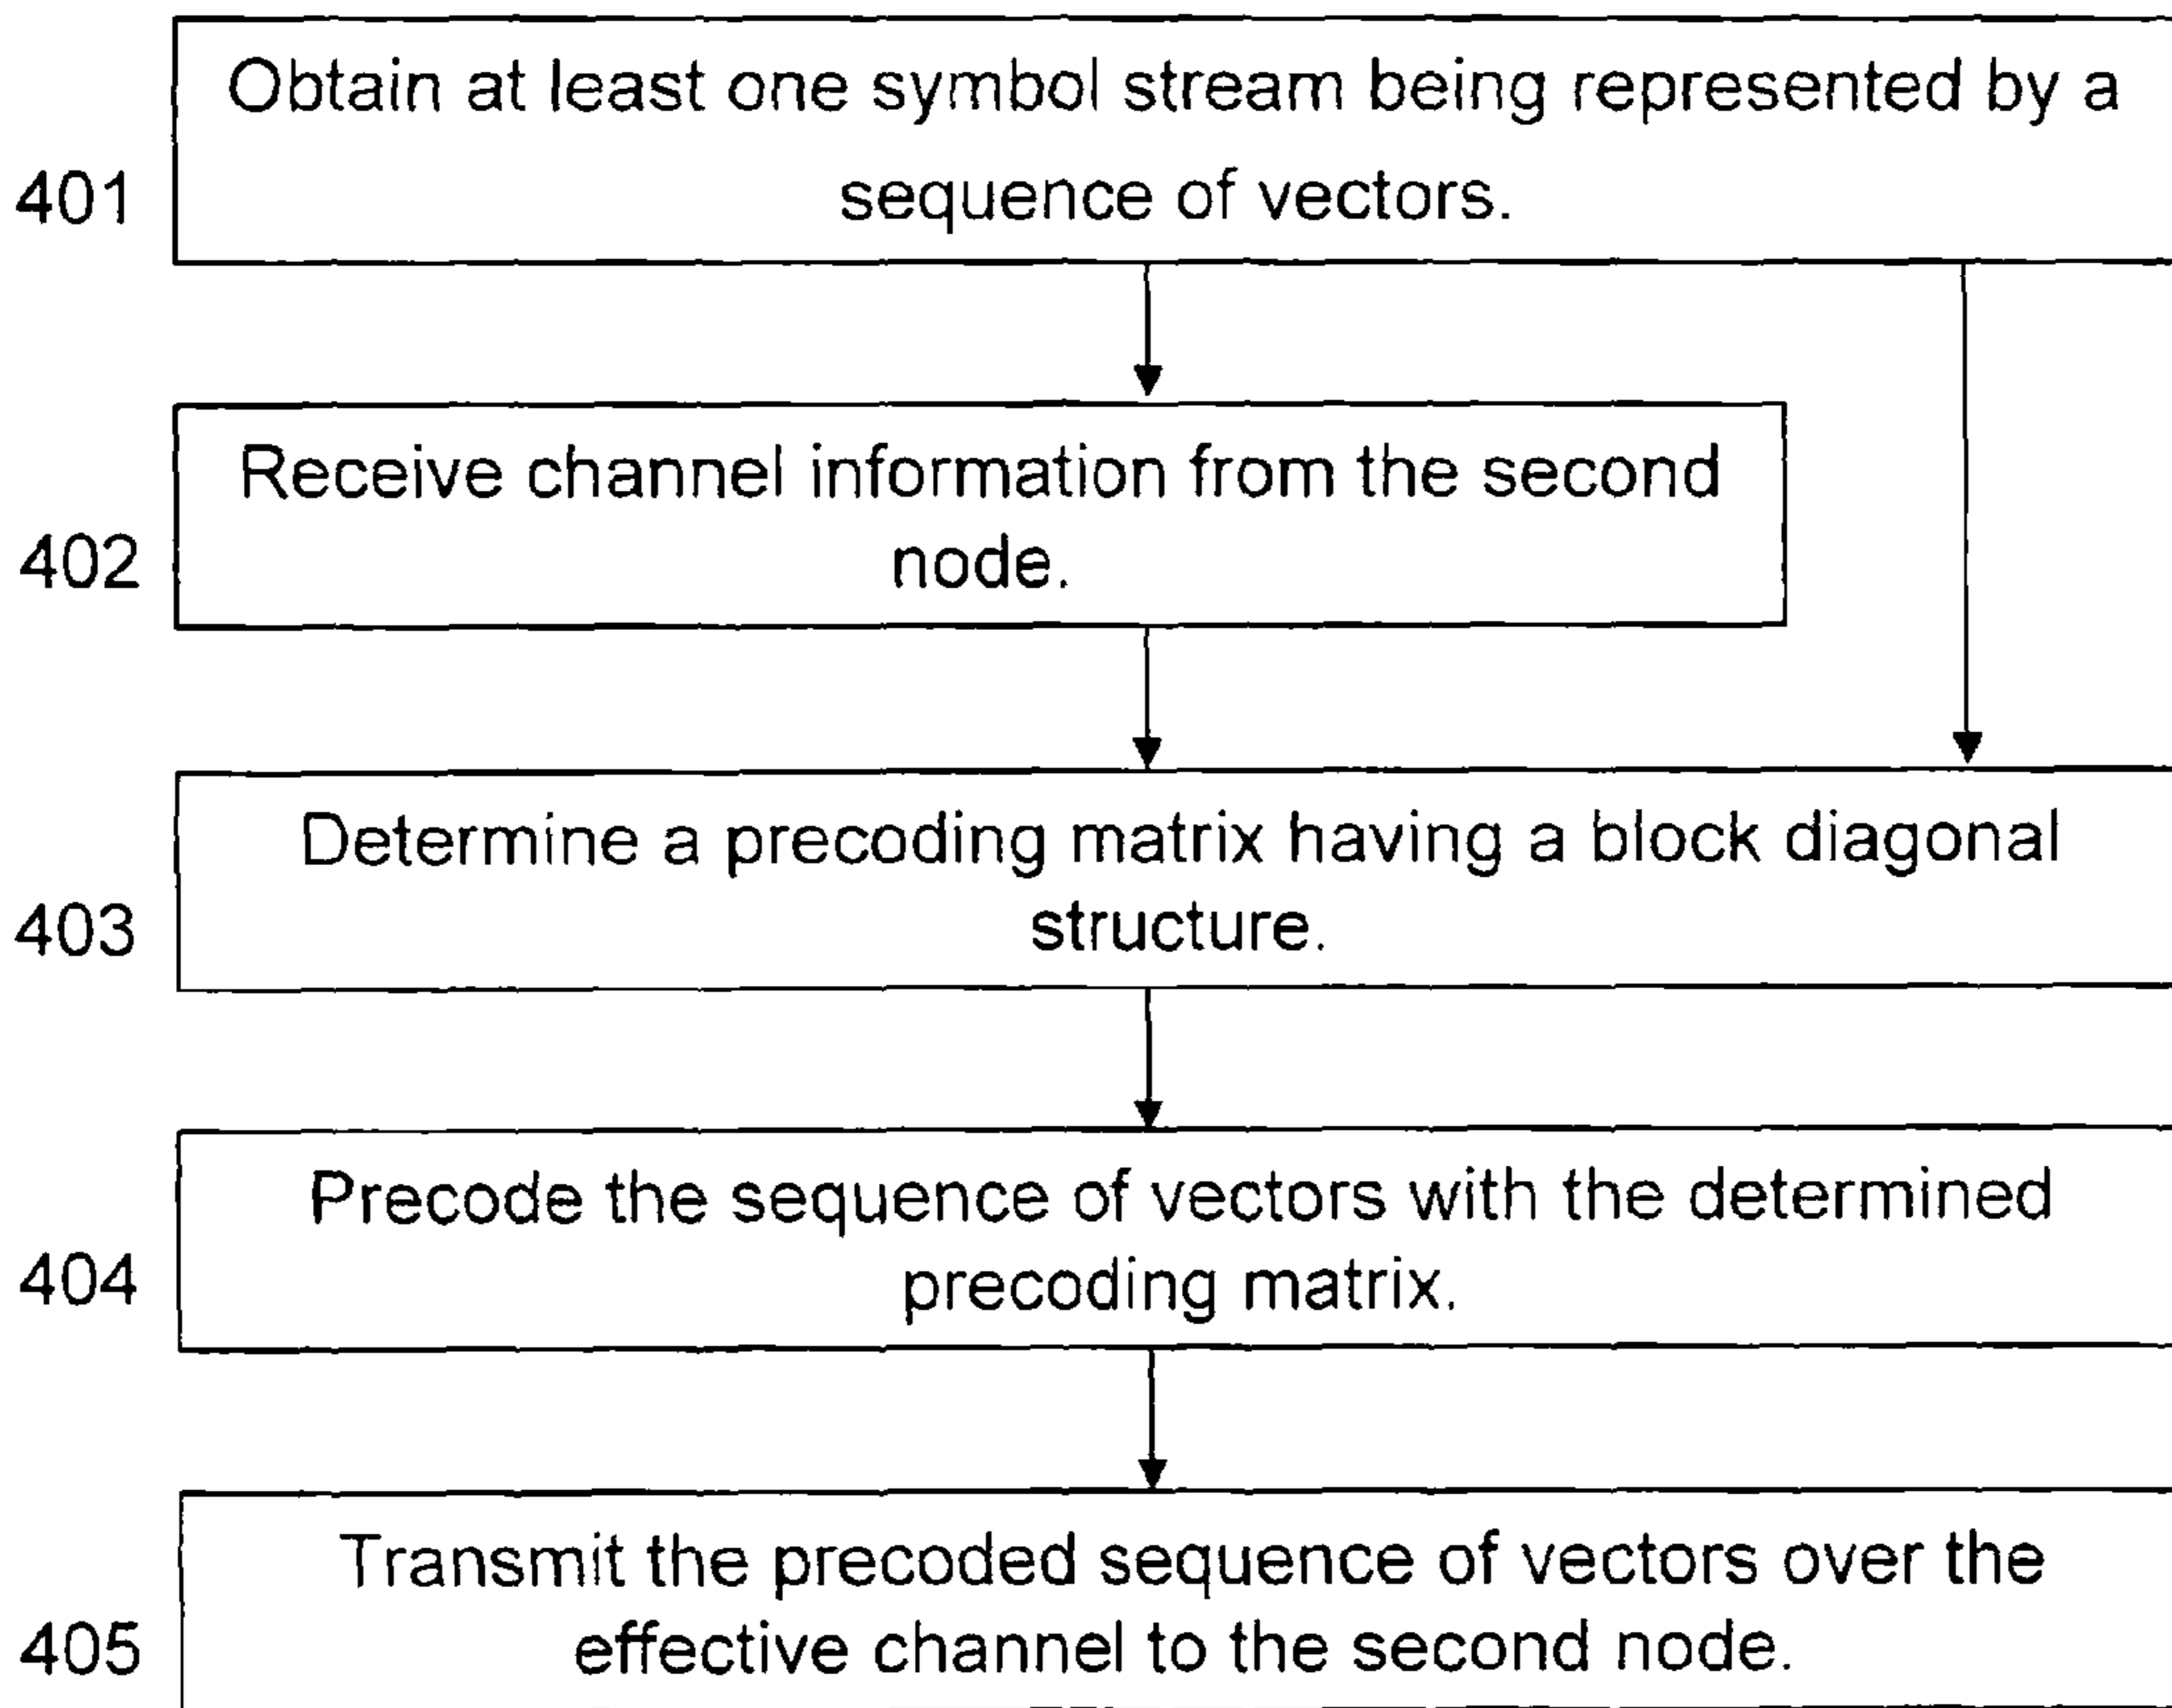 Obtain at least one symbol stream being represented by a
401 sequence of vectors.
Receive channel information from the second
402 node.
Determine a precoding matrix having a block diagonal
403 structure.
Precode the sequence of vectors with the determined
404 precoding matrix.
Transmit the precoded sequence of vectors over the
405 effective channel to the second node.